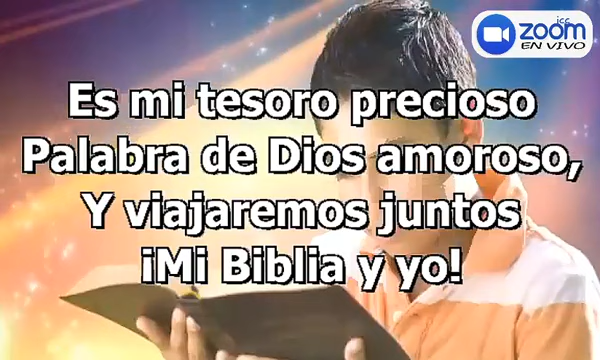 icc
zoom
EN VIVO
Es mi tesoro precioso
Palabra de Dios amoroso,
Y viajaremos juntos
¡Mi Biblia y yo!